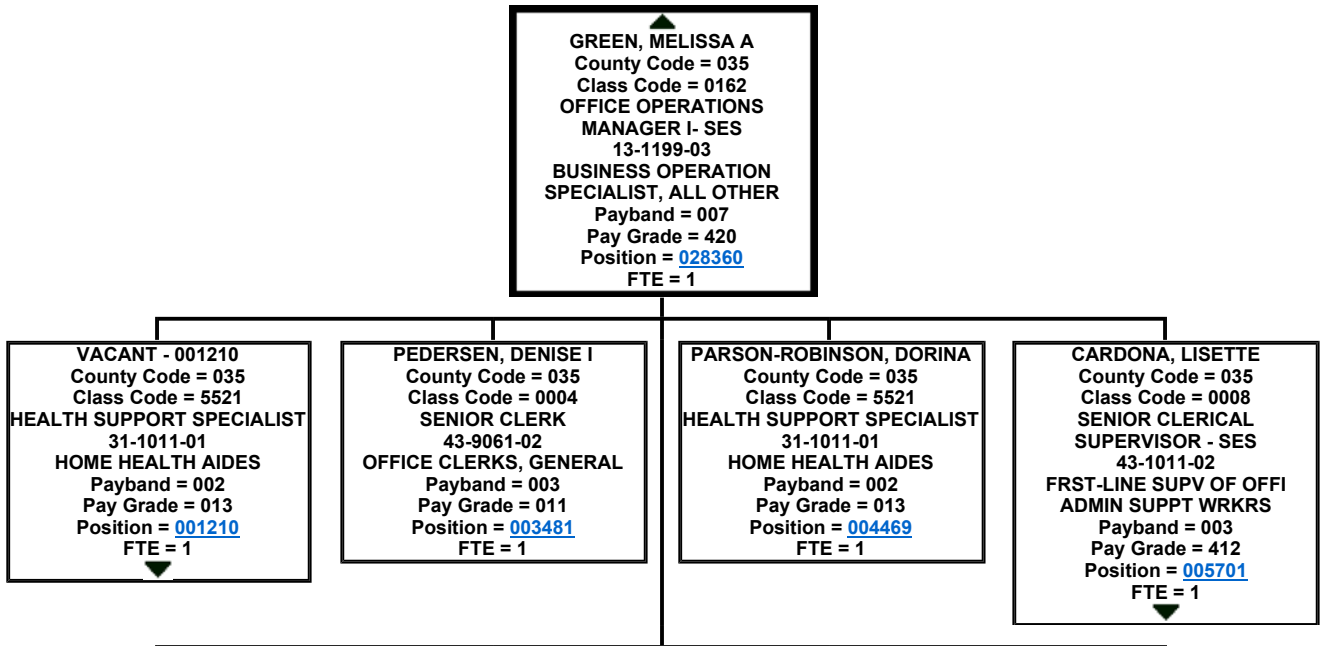 GREEN, MELISSA A
County Code = 035
Class Code = 0162
OFFICE OPERATIONS
MANAGER I- SES
13-1199-03
BUSINESS OPERATION
SPECIALIST, ALL OTHER
Payband = 007
Pay Grade = 420
Position = 028360
FTE = 1
VACANT - 001210
County Code = 035
Class Code = 5521
HEALTH SUPPORT SPECIALIST
31-1011-01
HOME HEALTH AIDES
Payband = 002
Pay Grade = 013
Position = 001210
FTE = 1
PEDERSEN, DENISE I
County Code = 035
Class Code = 0004
SENIOR CLERK
43-9061-02
OFFICE CLERKS, GENERAL
Payband = 003
Pay Grade = 011
Position = 003481
FTE = 1
PARSON-ROBINSON, DORINA
County Code = 035
Class Code = 5521
HEALTH SUPPORT SPECIALIST
31-1011-01
HOME HEALTH AIDES
Payband = 002
Pay Grade = 013
Position = 004469
FTE = 1
CARDONA, LISETTE
County Code = 035
Class Code = 0008
SENIOR CLERICAL
SUPERVISOR - SES
43-1011-02
FRST-LINE SUPV OF OFFI
ADMIN SUPPT WRKRS
Payband = 003
Pay Grade = 412
Position = 005701
FTE = 1